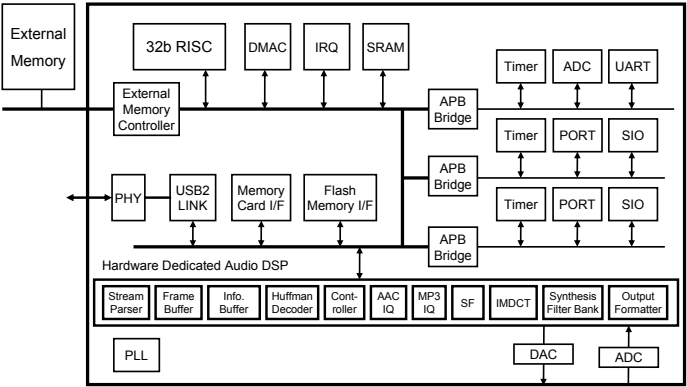 External
Memory
32b RISC
DMAC
IRQ
SRAM
External
Memory
Controller
APB
Bridge
Timer
ADC
UART
APB
Bridge
Timer
PORT
SIO
PHY
USB2
LINK
Memory
Card I/F
Flash
Memory I/F
APB
Bridge
Timer
PORT
SIO
Hardware Dedicated Audio DSP
Stream
Parser
Frame
Buffer
Info.
Buffer
Huffman
Decoder
Cont-
roller
AAC
IQ
MP3
IQ
SF
IMDCT
Synthesis
Filter Bank
Output
Formatter
PLL
DAC
ADC